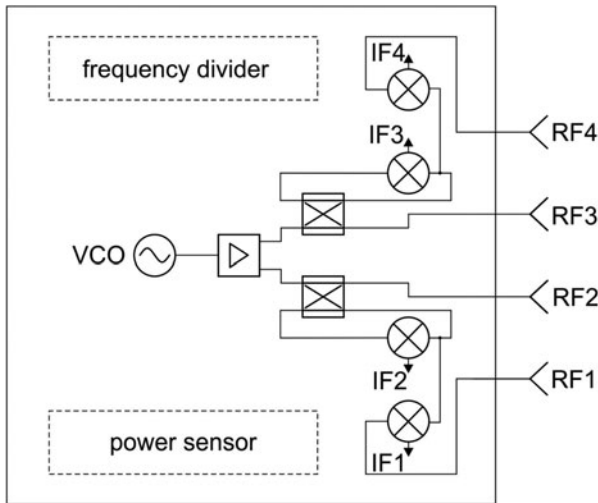 frequency divider
IF4
RF4
IF3
RF3
VCO
RF2
IF2
RF1
IF1
power sensor